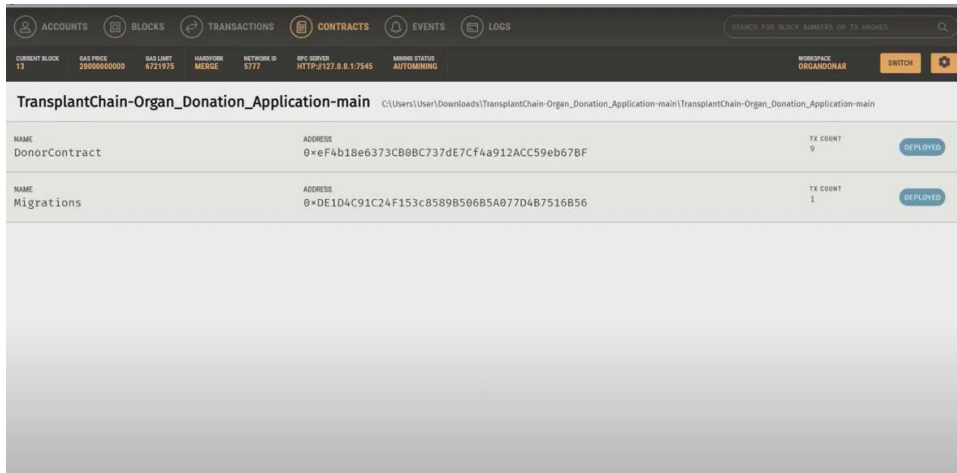 ACCOUNTS BLOCKS TRANSACTIONS CONTRACTS EVENTS LOGS SEARCH FOR BLOCK NUMBERS OR TX HASHES
CURRENT BLOCK GAS PRICE GAS LIMIT HARDFORK NETWORK ID RPC SERVER MINING STATUS WORKSPACE
13 20000000000 6721975 MERGE 5777 HTTP://127.0.0.1:7545 AUTOMINING ORGANDONAR SWITCH
TransplantChain-Organ_Donation_Application-main C:\Users\User\Downloads\TransplantChain-Organ_Donation_Application-main\TransplantChain-Organ_Donation_Application-main
NAME ADDRESS TX COUNT
DonorContract 0×eF4b18e6373CB0BC737dE7Cf4a912ACC59eb67BF 9 DEPLOYED
NAME ADDRESS TX COUNT
Migrations 0×DE1D4C91C24F153c8589B506B5A077D4B7516B56 1 DEPLOYED